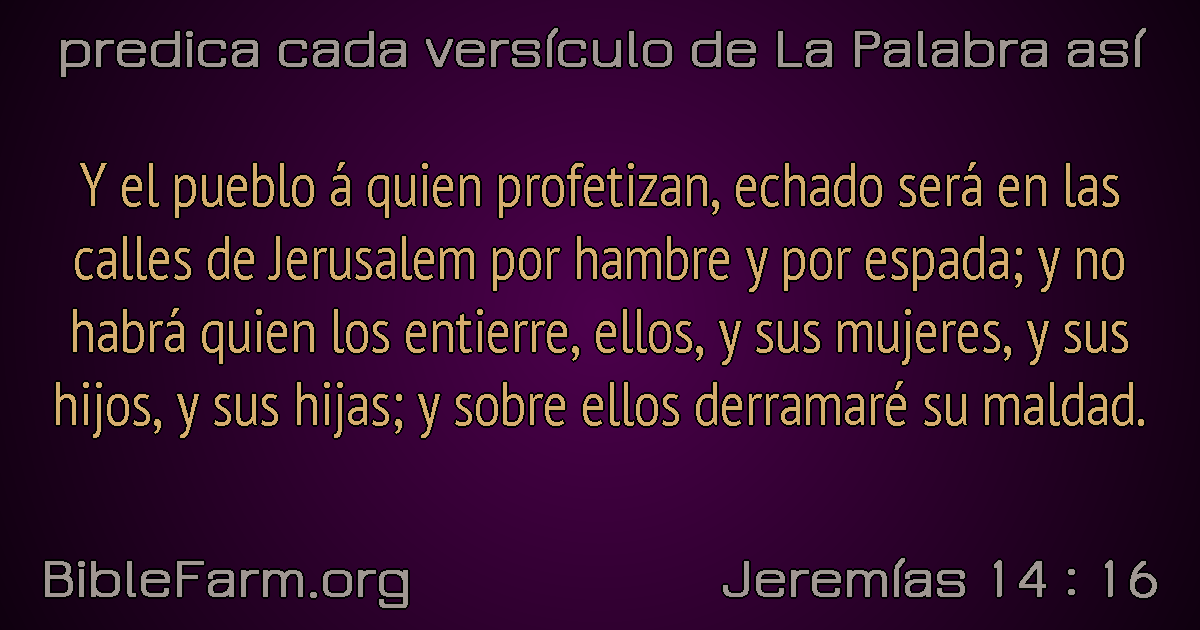 predica cada versículo de La Palabra así
Y el pueblo á quien profetizan, echado será en las
calles de Jerusalem por hambre y por espada; y no
habrá quien los entierre, ellos, y sus mujeres, y sus
hijos, y sus hijas; y sobre ellos derramaré su maldad.
BibleFarm.org
Jeremías 14 : 16